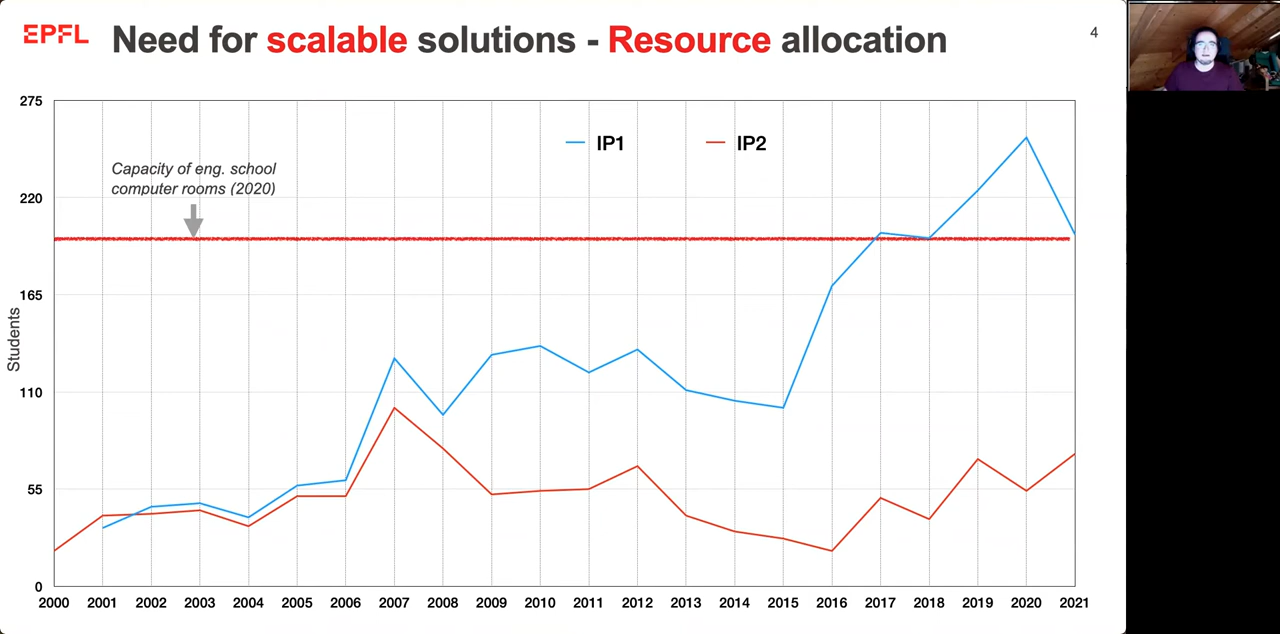 EPFL Need for scalable solutions - Resource allocation
4
275
IP1 IP2
Capacity of eng. school
computer rooms (2020)
220
165
Students
110
55
0
2000 2001 2002 2003 2004 2005 2006 2007 2008 2009 2010 2011 2012 2013 2014 2015 2016 2017 2018 2019 2020 2021